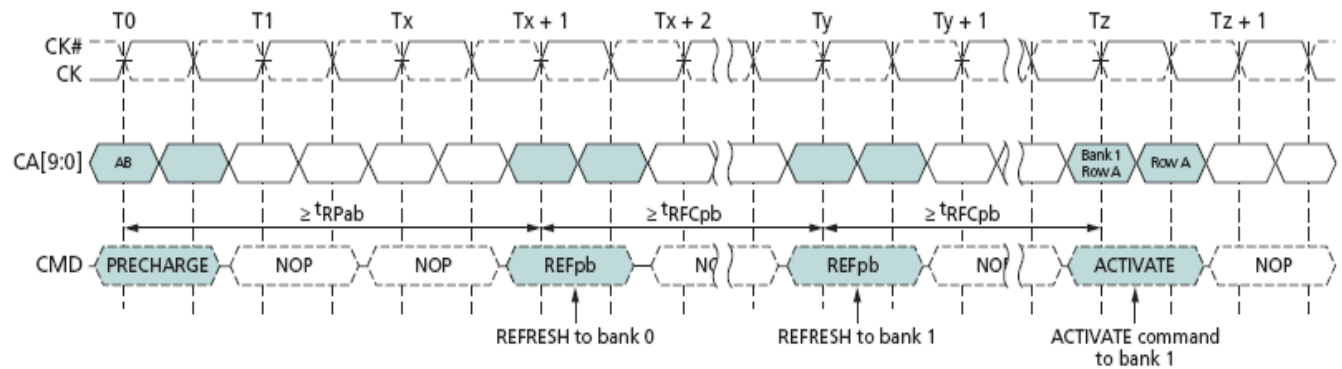 T0 T1 Tx Tx + 1 Tx + 2 Ty Ty + 1 Tz Tz + 1
CK#
CK
CA[9:0] AB Bank 1 Row A Row A
≥ tRPab ≥ tRFCpb ≥ tRFCpb
CMD PRECHARGE NOP NOP REFpb NO REFpb NOP ACTIVATE NOP
REFRESH to bank 0 REFRESH to bank 1 ACTIVATE command
to bank 1